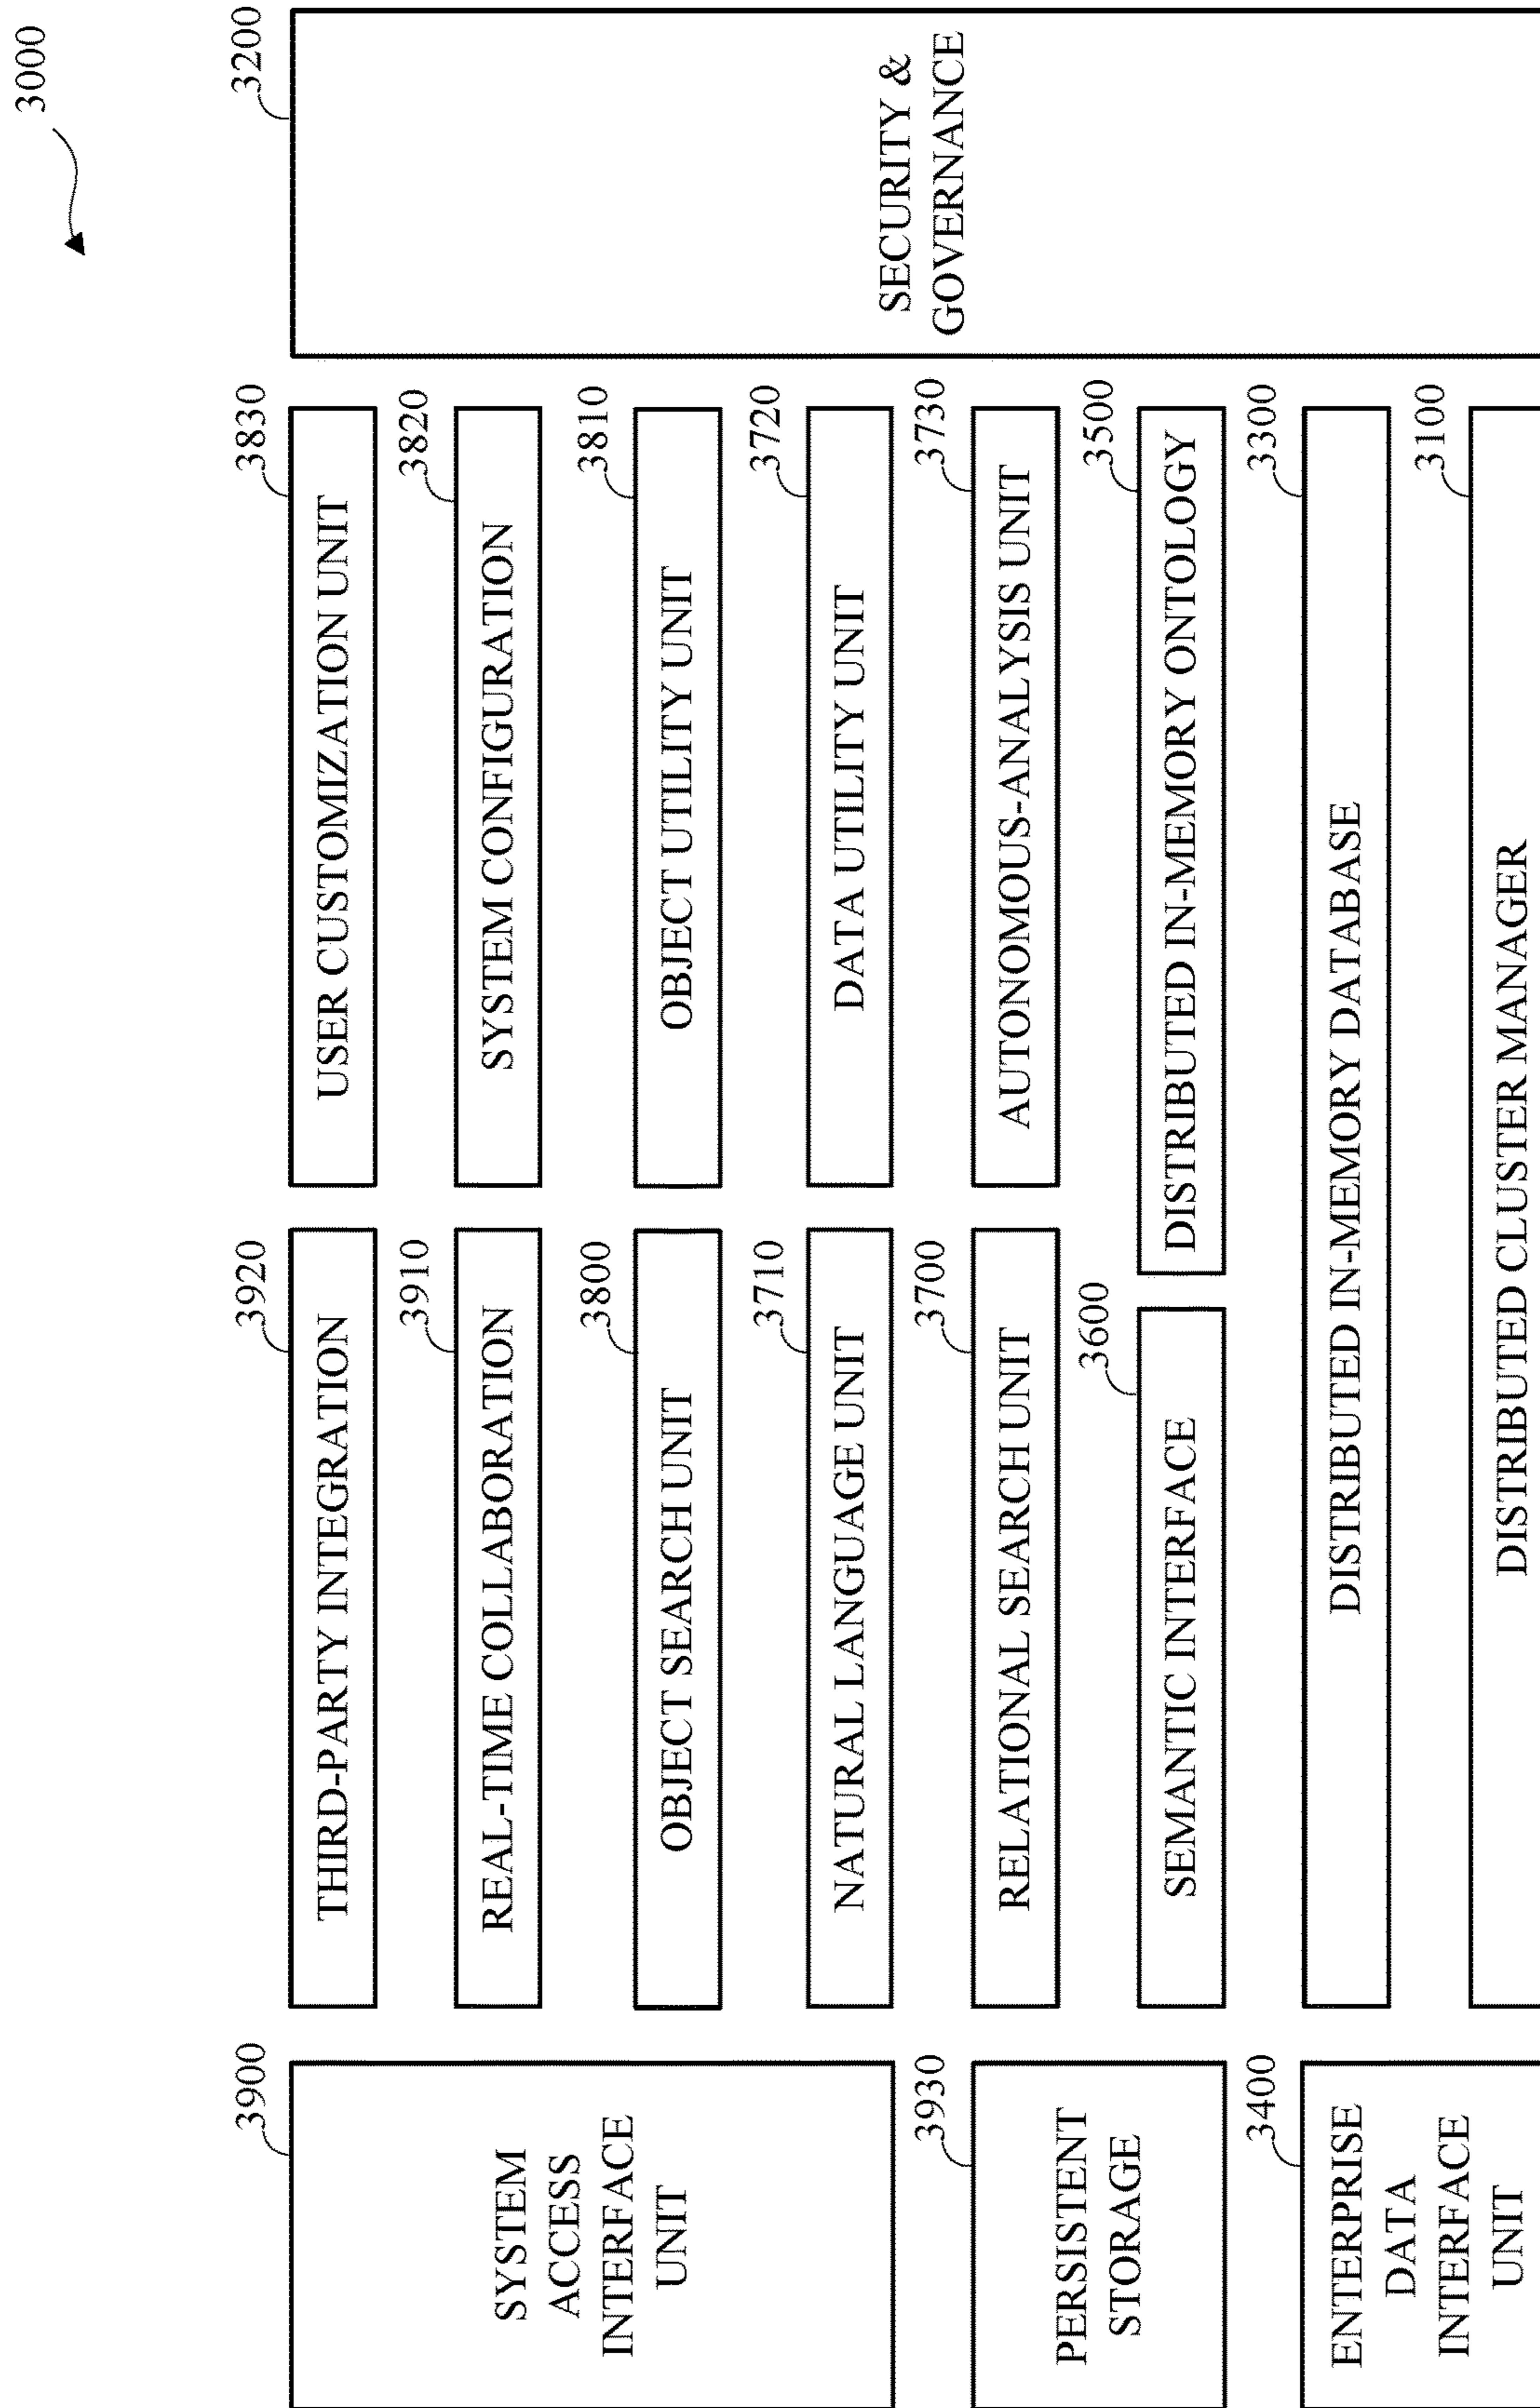 3000
3900
SYSTEM
ACCESS
INTERFACE
UNIT
3920
THIRD-PARTY INTEGRATION
3830
USER CUSTOMIZATION UNIT
3200
SECURITY &
GOVERNANCE
3910
REAL-TIME COLLABORATION
3820
SYSTEM CONFIGURATION
3800
OBJECT SEARCH UNIT
3810
OBJECT UTILITY UNIT
3710
NATURAL LANGUAGE UNIT
3720
DATA UTILITY UNIT
3930
PERSISTENT
STORAGE
3700
RELATIONAL SEARCH UNIT
3730
AUTONOMOUS-ANALYSIS UNIT
3600
SEMANTIC INTERFACE
3500
DISTRIBUTED IN-MEMORY ONTOLOGY
3400
ENTERPRISE
DATA
INTERFACE
UNIT
3300
DISTRIBUTED IN-MEMORY DATABASE
3100
DISTRIBUTED CLUSTER MANAGER